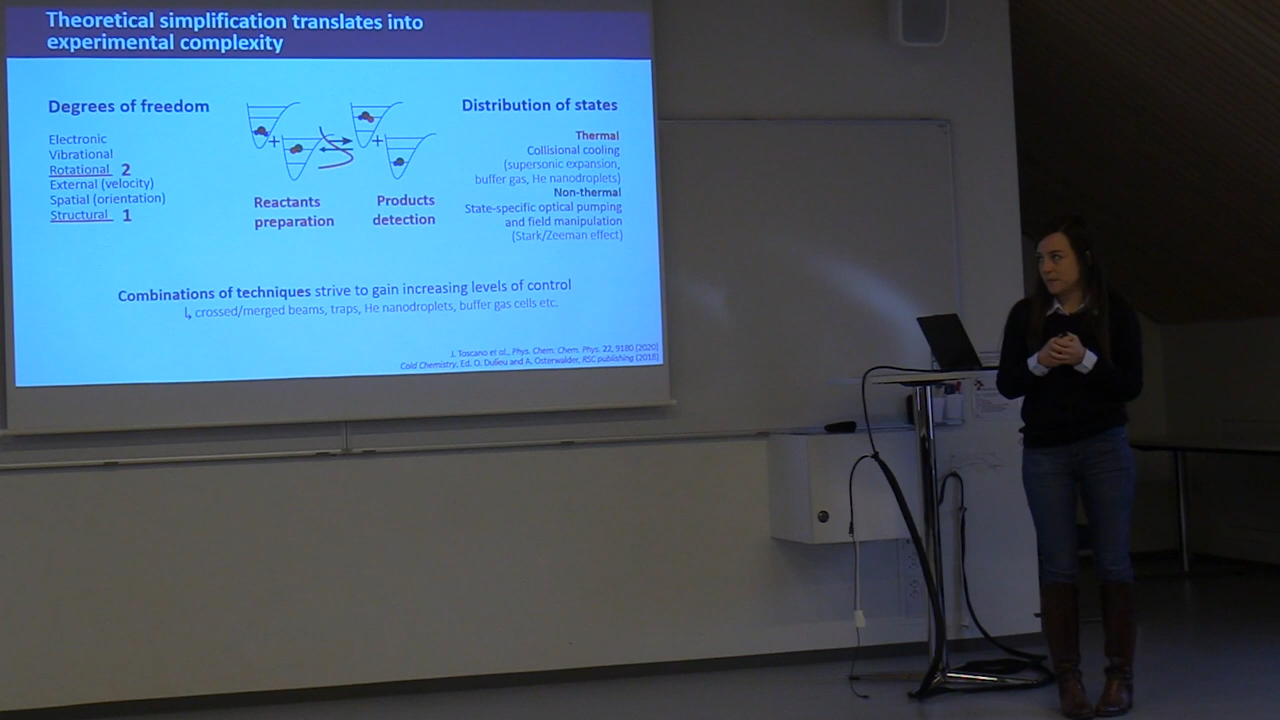 Theoretical simplification translates into
experimental complexity
Degrees of freedom
Electronic
Vibrational
Rotational 2
External (velocity)
Spatial (orientation)
Structural 1
+
+
Reactants
preparation
Products
detection
Distribution of states
Thermal
Collisional cooling
(supersonic expansion,
buffer gas, He nanodroplets)
Non-thermal
State-specific optical pumping
and field manipulation
(Stark/Zeeman effect)
Combinations of techniques strive to gain increasing levels of control
↳ crossed/merged beams, traps, He nanodroplets, buffer gas cells etc.
J. Toscano et al., Phys. Chem. Chem. Phys. 22, 9180 (2020)
Cold Chemistry, Ed. O. Dulieu and A. Osterwalder, RSC publishing (2018)